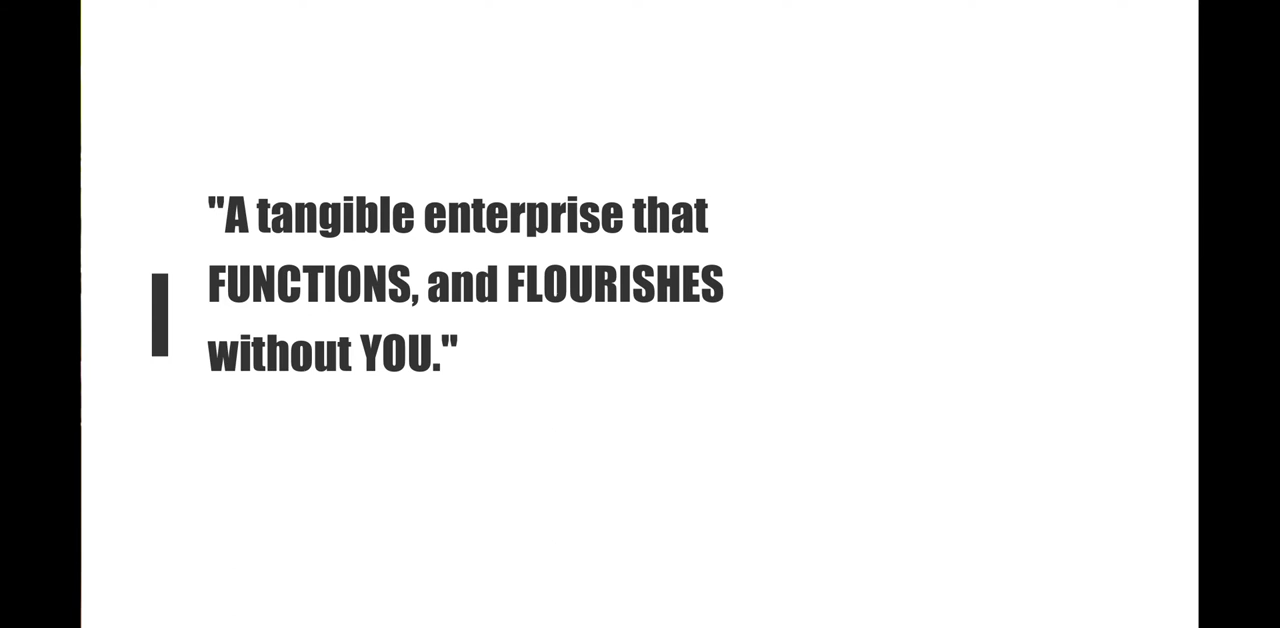 "A tangible enterprise that
FUNCTIONS, and FLOURISHES
without YOU."